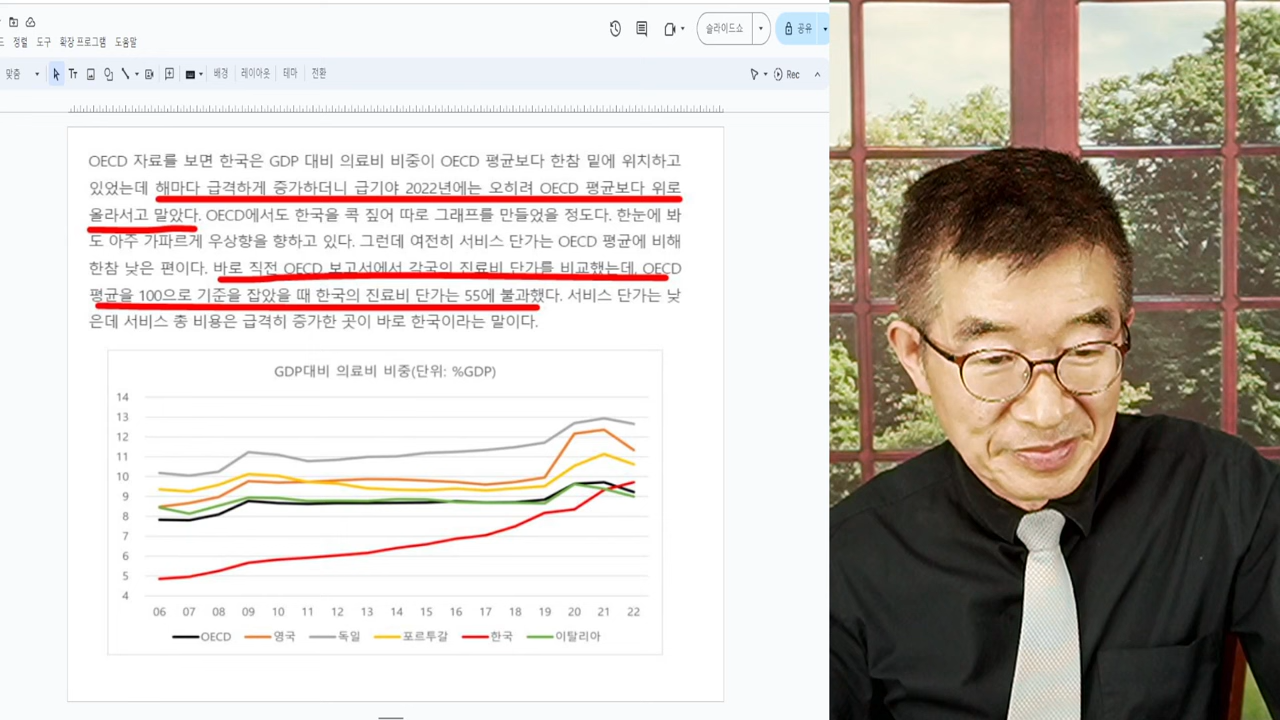 정렬 도구 확장 프로그램 도움말
슬라이드쇼
공유
맞춤
배경 레이아웃 테마 전환
Rec
OECD 자료를 보면 한국은 GDP 대비 의료비 비중이 OECD 평균보다 한참 밑에 위치하고
있었는데 해마다 급격하게 증가하더니 급기야 2022년에는 오히려 OECD 평균보다 위로
올라서고 말았다. OECD에서도 한국을 콕 짚어 따로 그래프를 만들었을 정도다. 한눈에 봐
도 아주 가파르게 우상향을 향하고 있다. 그런데 여전히 서비스 단가는 OECD 평균에 비해
한참 낮은 편이다. 바로 직전 OECD 보고서에서 각국의 진료비 단가를 비교했는데, OECD
평균을 100으로 기준을 잡았을 때 한국의 진료비 단가는 55에 불과했다. 서비스 단가는 낮
은데 서비스 총 비용은 급격히 증가한 곳이 바로 한국이라는 말이다.
GDP대비 의료비 비중(단위: %GDP)
14
13
12
11
10
9
8
7
6
5
4
06 07 08 09 10 11 12 13 14 15 16 17 18 19 20 21 22
OECD 영국 독일 포르투갈 한국 이탈리아